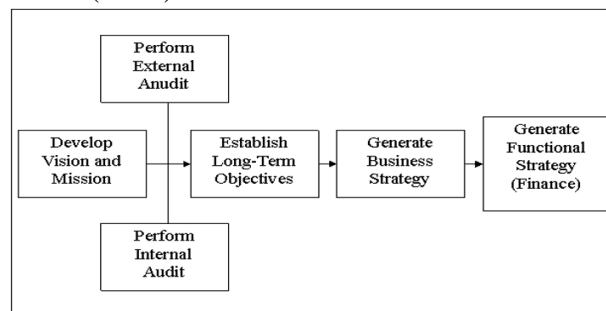 Perform
External
Anudit
Develop
Vision and
Mission
Establish
Long-Term
Objectives
Generate
Business
Strategy
Generate
Functional
Strategy
(Finance)
Perform
Internal
Audit